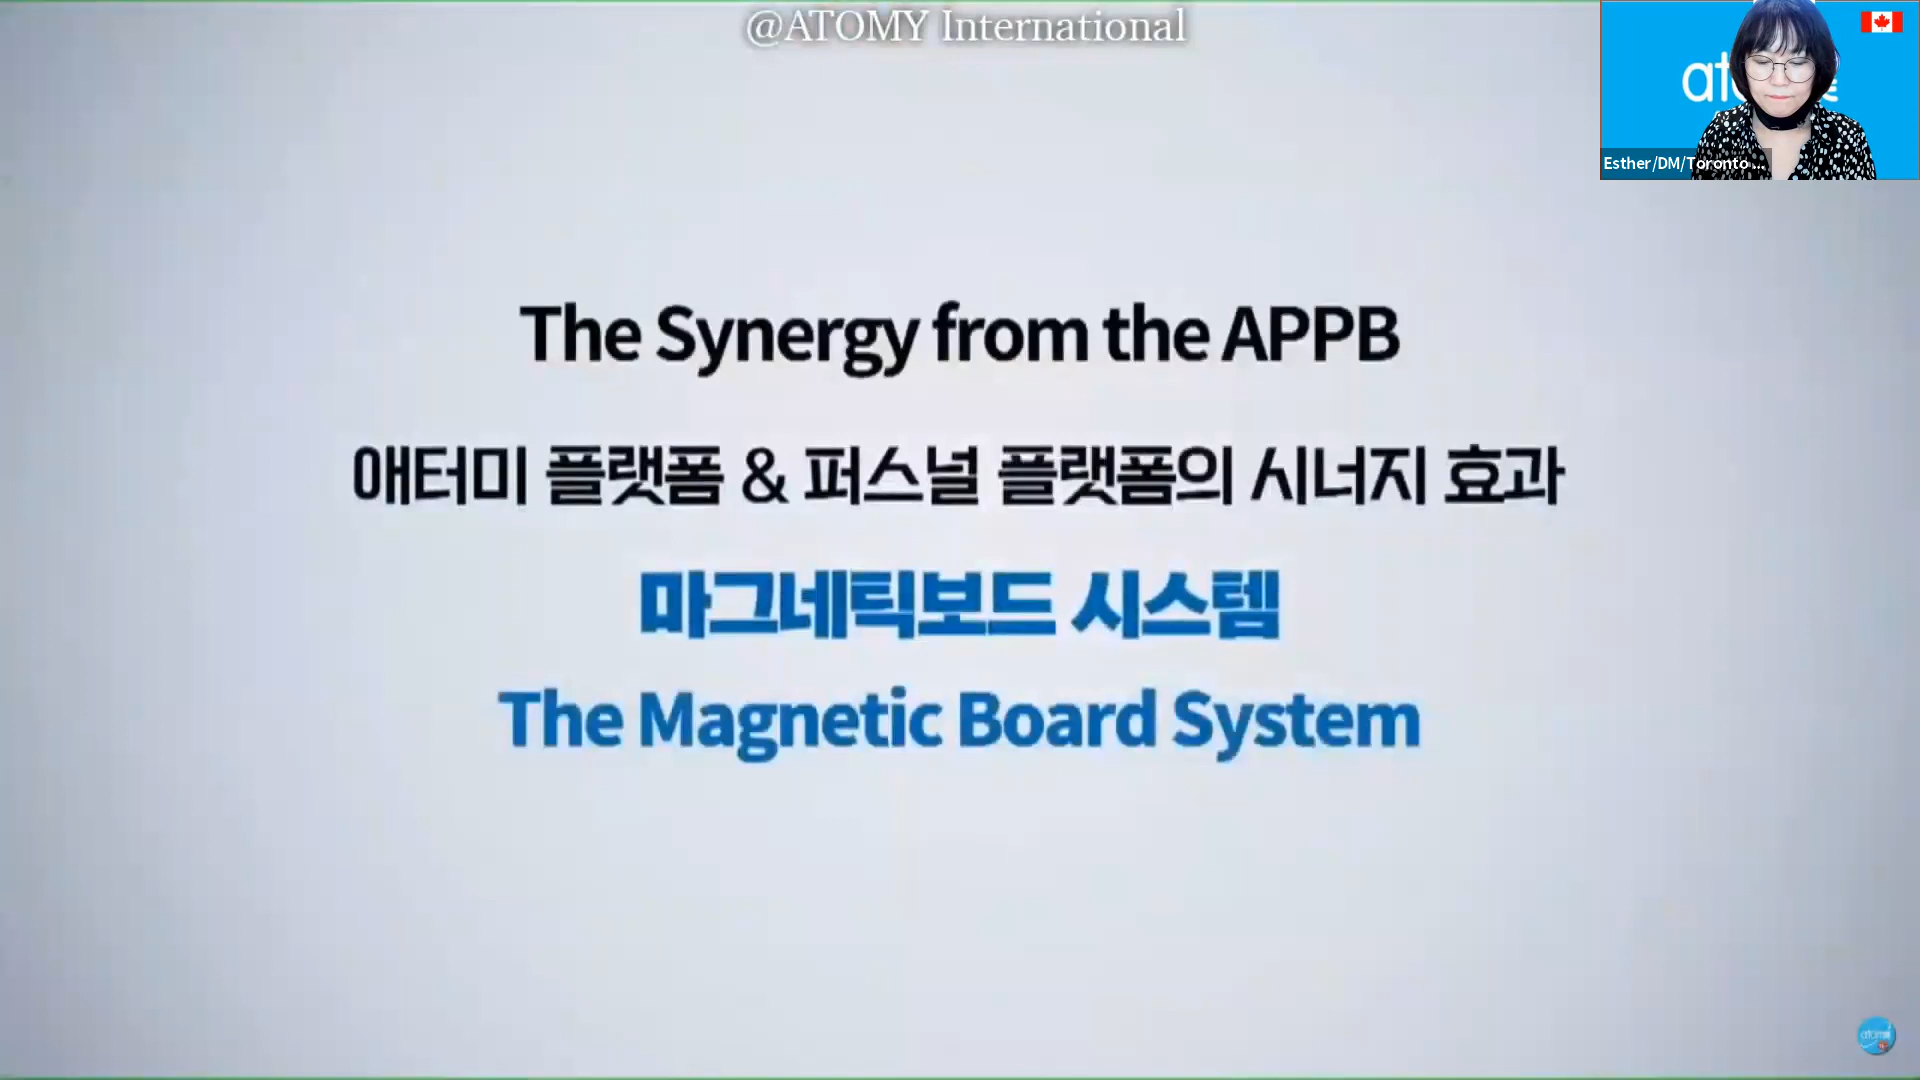 @ATOMY International
Esther/DM/Toronto ...
The Synergy from the APPB
애터미 플랫폼 & 퍼스널 플랫폼의 시너지 효과
마그네틱보드 시스템
The Magnetic Board System